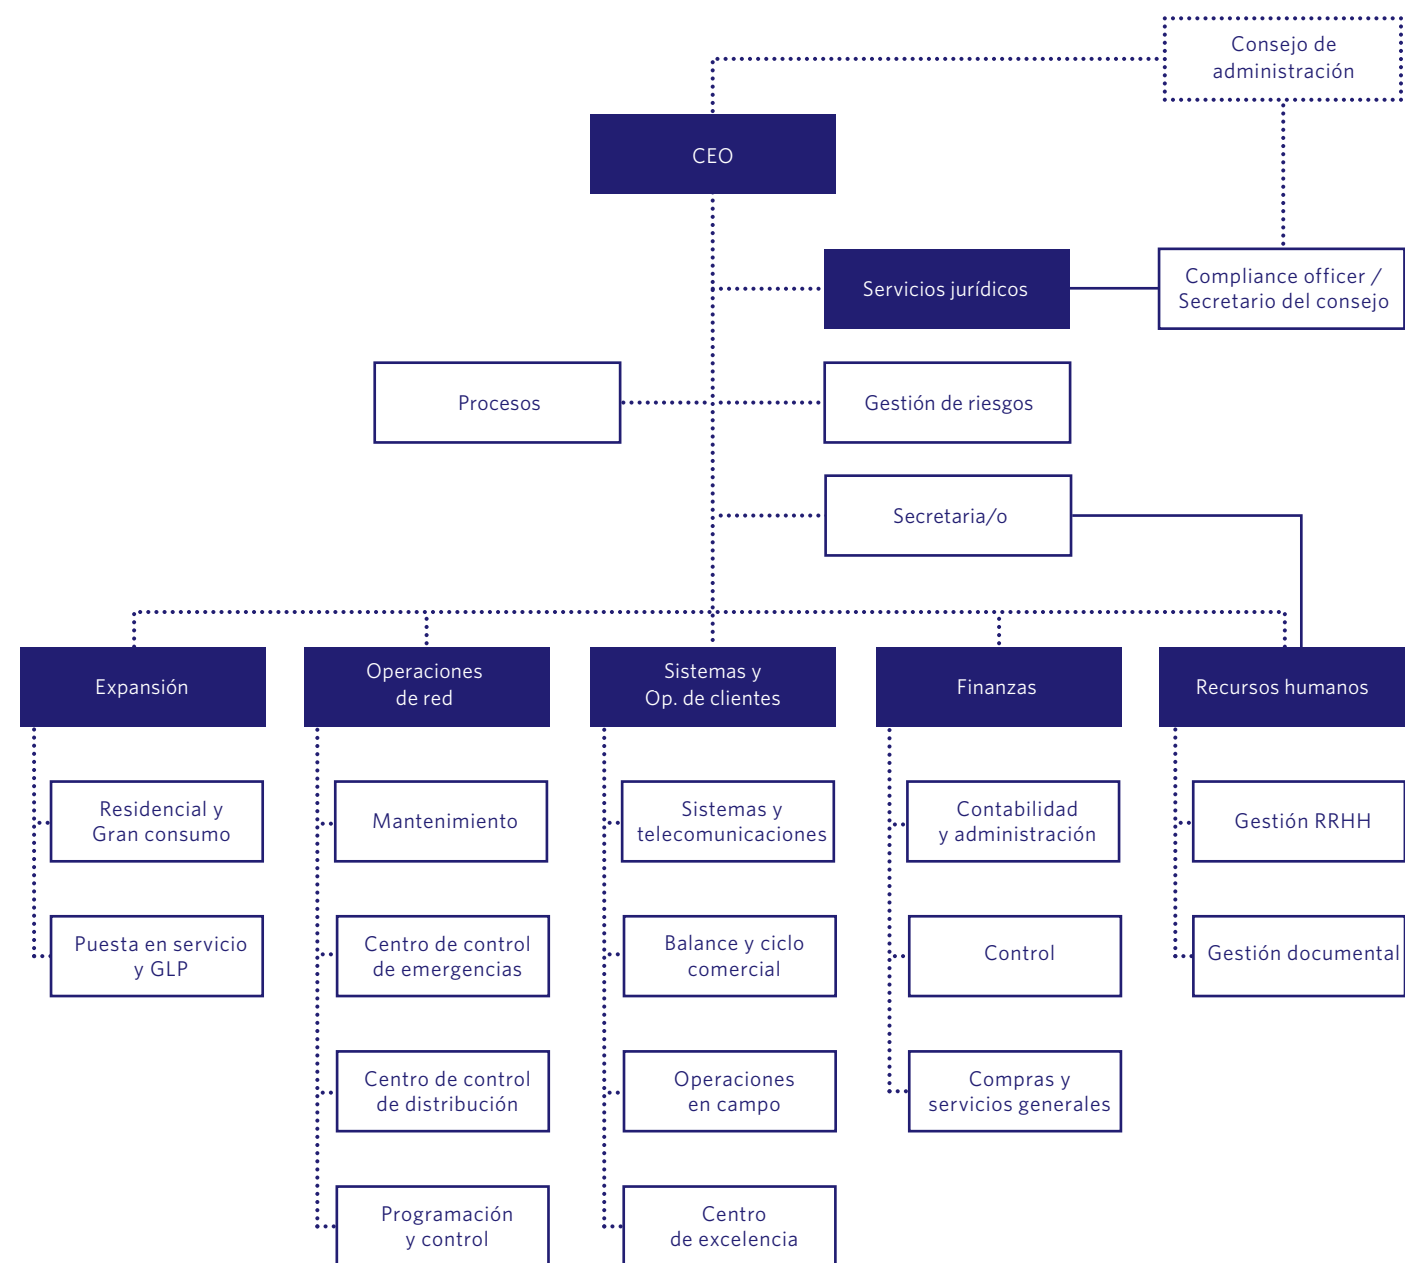 Consejo de
administración
CEO
Servicios jurídicos
Compliance officer /
Secretario del consejo
Procesos
Gestión de riesgos
Secretaria/o
Expansión
Operaciones
de red
Sistemas y
Op. de clientes
Finanzas
Recursos humanos
Residencial y
Gran consumo
Mantenimiento
Sistemas y
telecomunicaciones
Contabilidad
y administración
Gestión RRHH
Puesta en servicio
y GLP
Centro de control
de emergencias
Balance y ciclo
comercial
Control
Gestión documental
Centro de control
de distribución
Operaciones
en campo
Compras y
servicios generales
Programación
y control
Centro
de excelencia